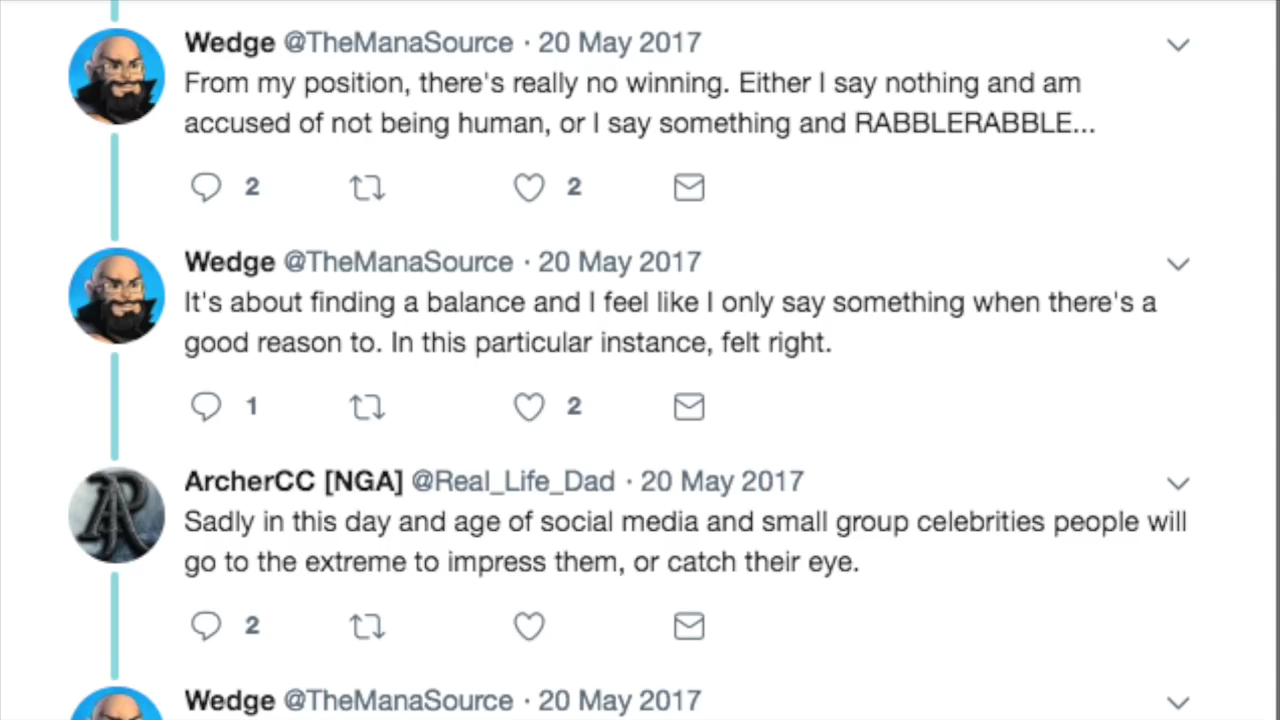 Wedge @TheManaSource · 20 May 2017
From my position, there's really no winning. Either I say nothing and am
accused of not being human, or I say something and RABBLERABBLE...
2 2
Wedge @TheManaSource · 20 May 2017
It's about finding a balance and I feel like I only say something when there's a
good reason to. In this particular instance, felt right.
1 2
ArcherCC [NGA] @Real_Life_Dad · 20 May 2017
Sadly in this day and age of social media and small group celebrities people will
go to the extreme to impress them, or catch their eye.
2
Wedge @TheManaSource · 20 May 2017